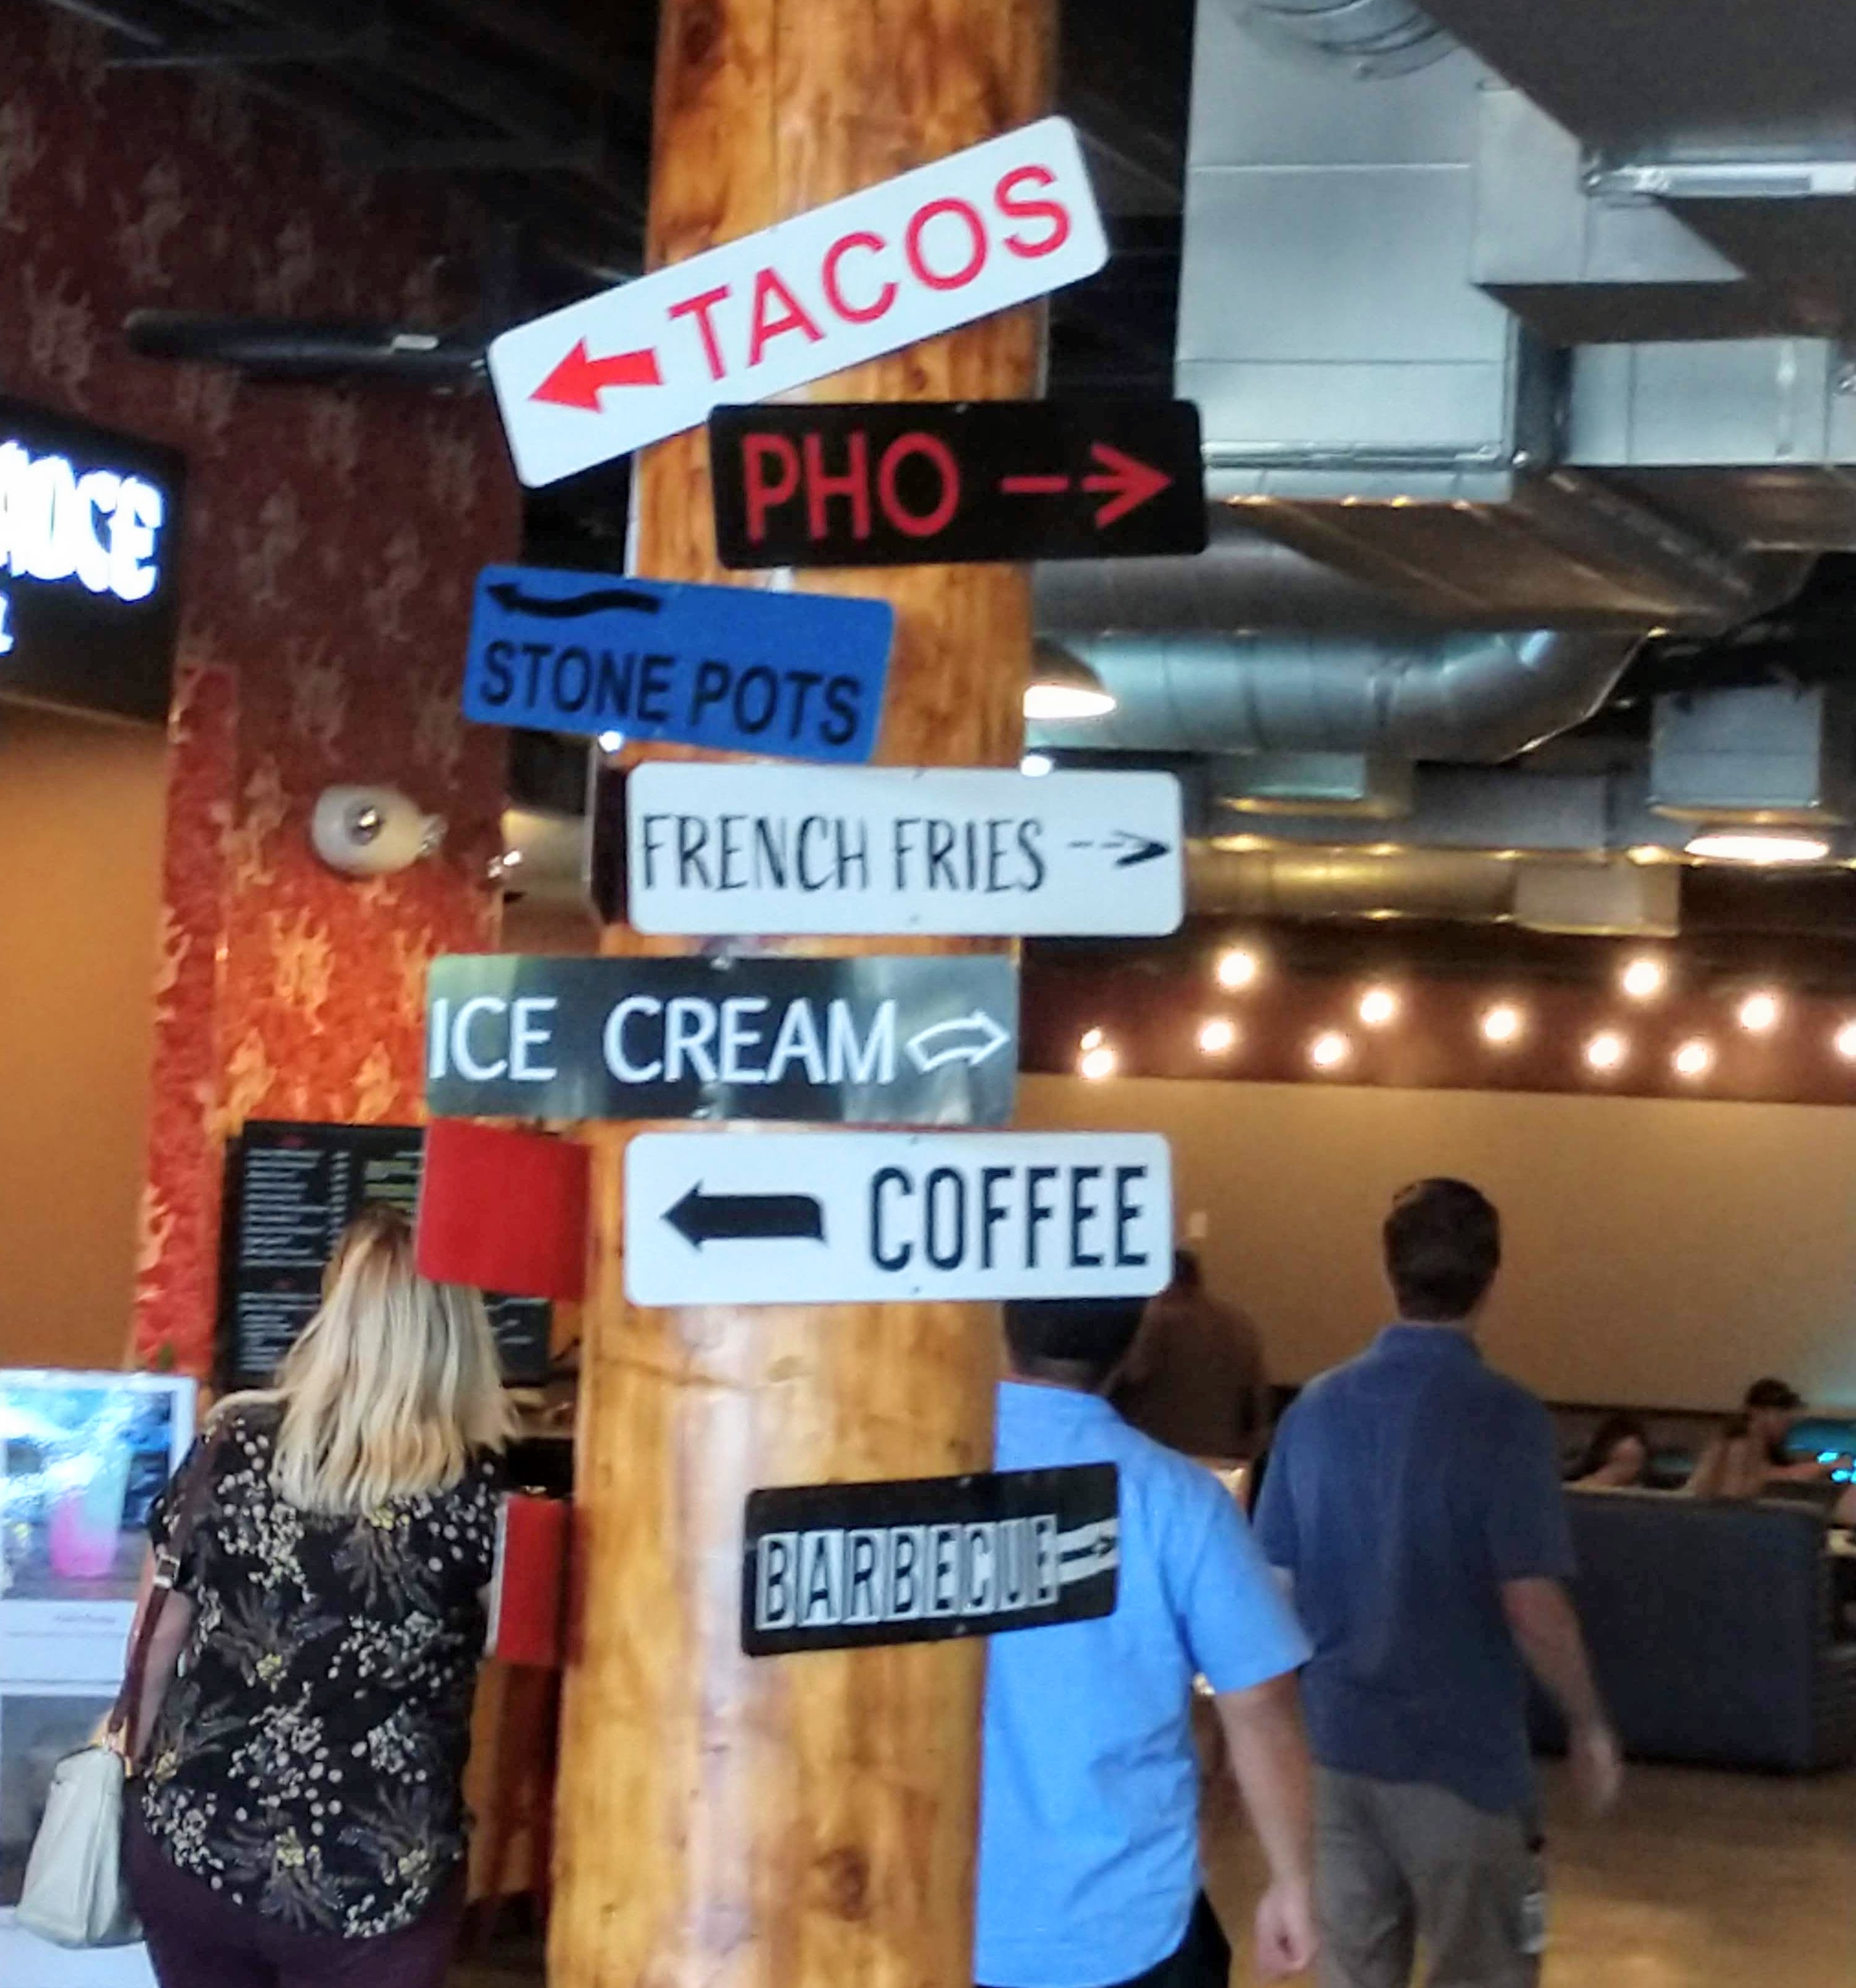 TACOS
PHO
STONE POTS
FRENCH FRIES
ICE CREAM
COFFEE
BARBECUE